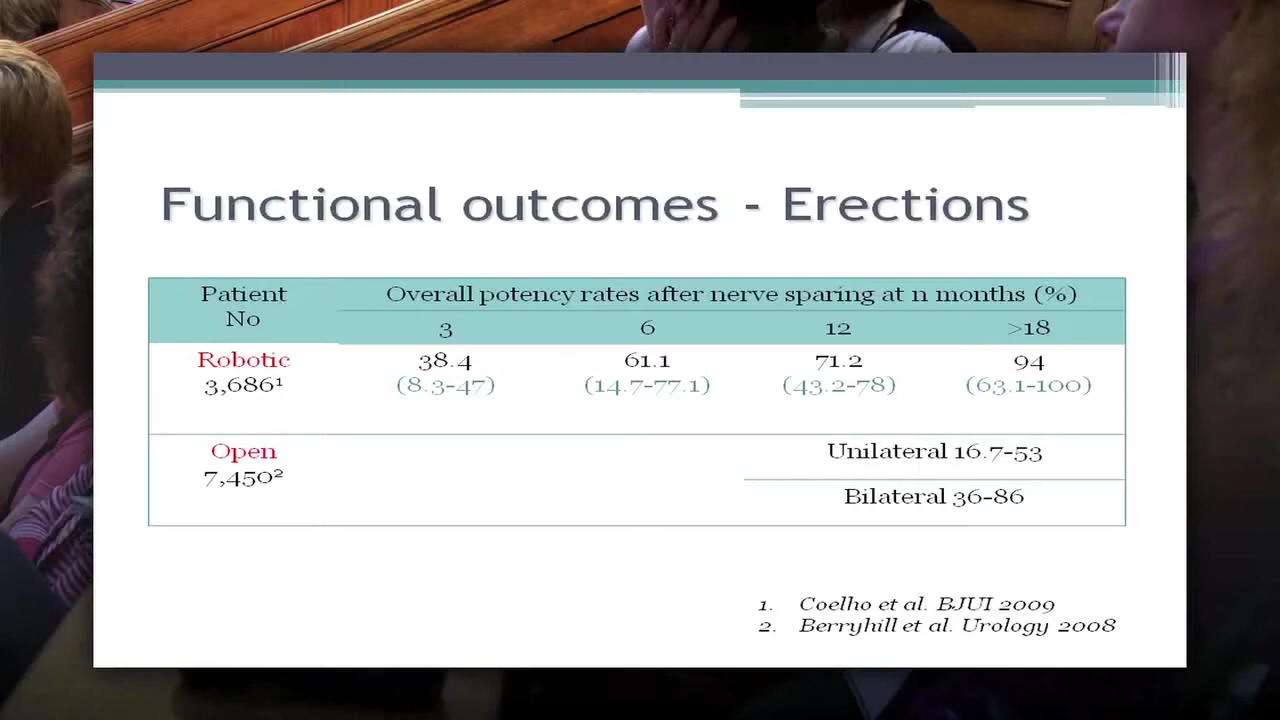 Functional outcomes - Erections
Patient No
Overall potency rates after nerve sparing at n months (%)
3 6 12 >18
Robotic 38.4 61.1 71.2 94
3,686¹ (8.3-47) (14.7-77.1) (43.2-78) (63.1-100)
Open Unilateral 16.7-53
7,450²
Bilateral 36-86
1. Coelho et al. BJUI 2009
2. Berryhill et al. Urology 2008